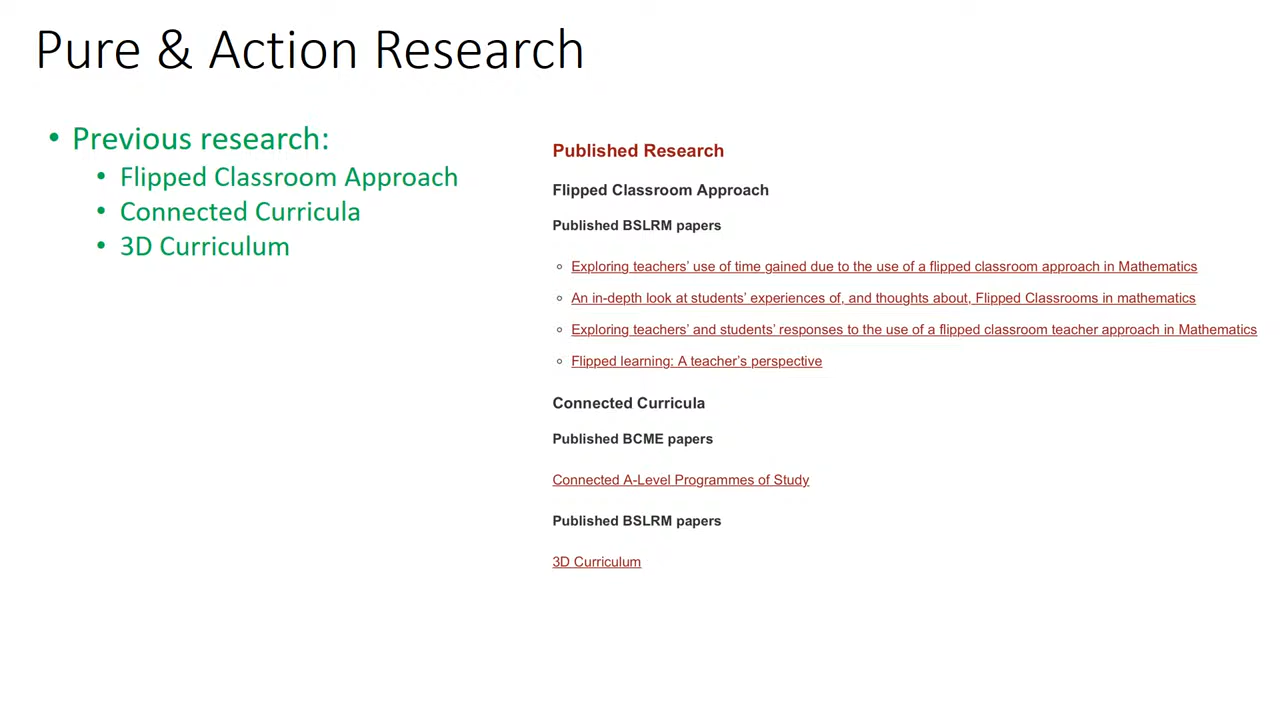 Pure & Action Research
• Previous research:
• Flipped Classroom Approach
• Connected Curricula
• 3D Curriculum
Published Research
Flipped Classroom Approach
Published BSLRM papers
Exploring teachers’ use of time gained due to the use of a flipped classroom approach in Mathematics
An in-depth look at students’ experiences of, and thoughts about, Flipped Classrooms in mathematics
Exploring teachers’ and students’ responses to the use of a flipped classroom teacher approach in Mathematics
Flipped learning: A teacher’s perspective
Connected Curricula
Published BCME papers
Connected A-Level Programmes of Study
Published BSLRM papers
3D Curriculum